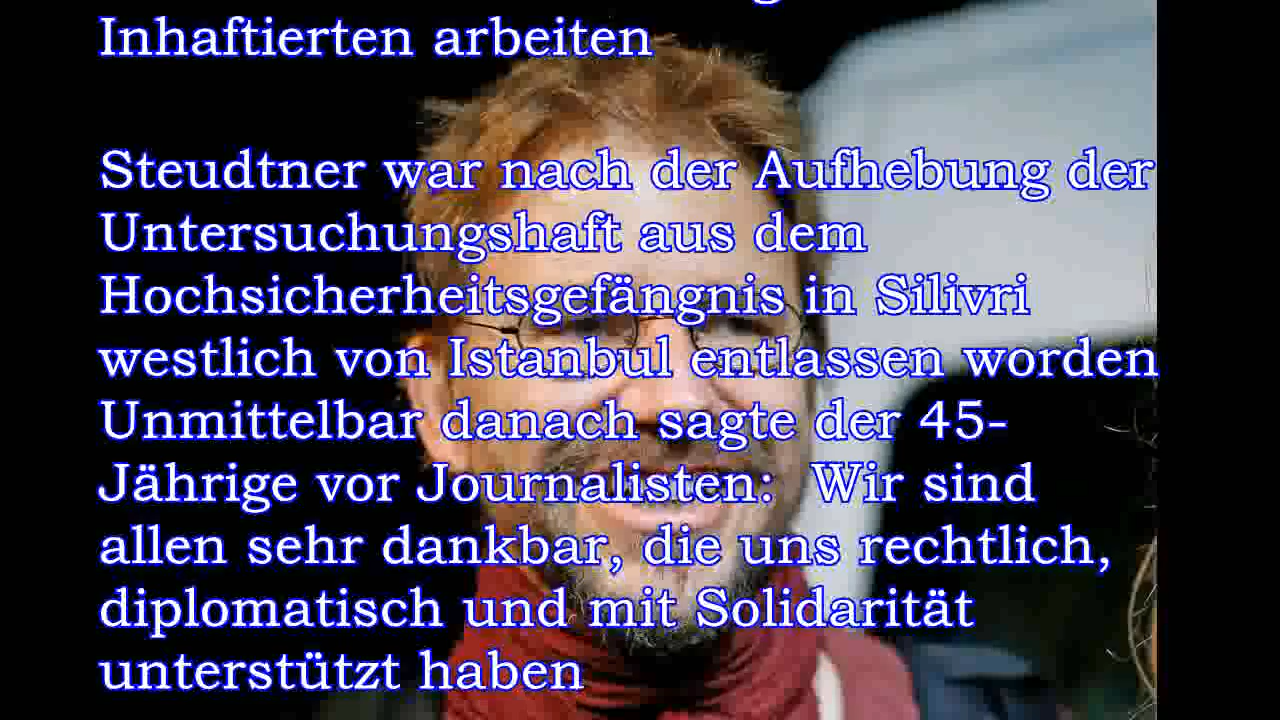 Inhaftierten arbeiten
Steudtner war nach der Aufhebung der
Untersuchungshaft aus dem
Hochsicherheitsgefängnis in Silivri
westlich von Istanbul entlassen worden
Unmittelbar danach sagte der 45-
Jährige vor Journalisten:  Wir sind
allen sehr dankbar, die uns rechtlich,
diplomatisch und mit Solidarität
unterstützt haben